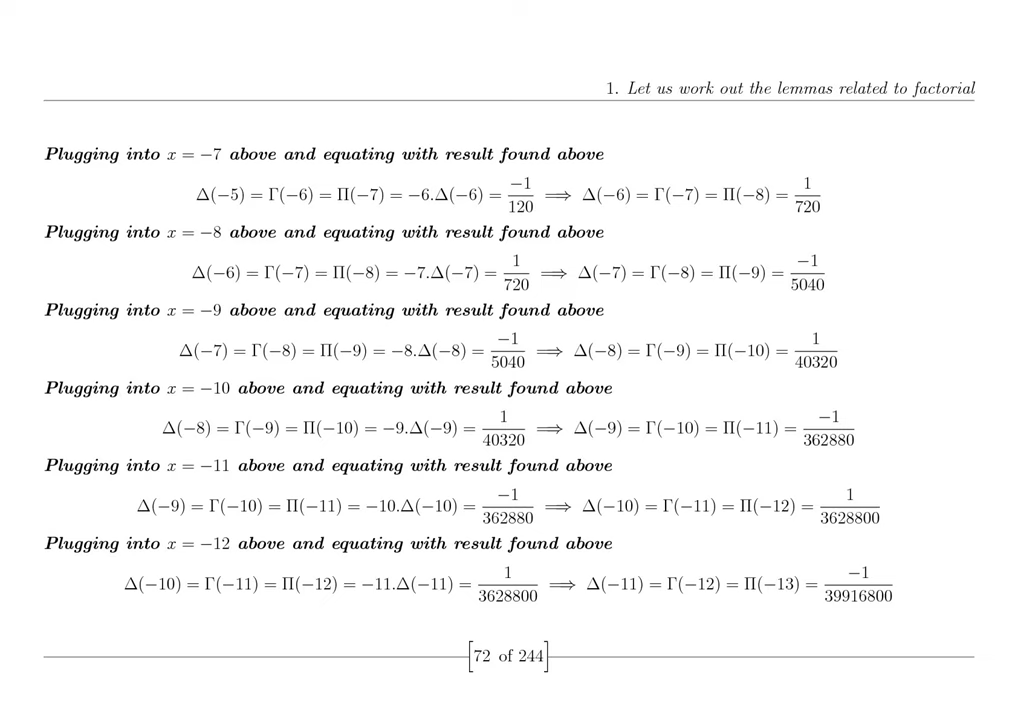 1. Let us work out the lemmas related to factorial
Plugging into x = −7 above and equating with result found above
Δ(−5) = Γ(−6) = Π(−7) = −6.Δ(−6) = −1/120 ⟹ Δ(−6) = Γ(−7) = Π(−8) = 1/720
Plugging into x = −8 above and equating with result found above
Δ(−6) = Γ(−7) = Π(−8) = −7.Δ(−7) = 1/720 ⟹ Δ(−7) = Γ(−8) = Π(−9) = −1/5040
Plugging into x = −9 above and equating with result found above
Δ(−7) = Γ(−8) = Π(−9) = −8.Δ(−8) = −1/5040 ⟹ Δ(−8) = Γ(−9) = Π(−10) = 1/40320
Plugging into x = −10 above and equating with result found above
Δ(−8) = Γ(−9) = Π(−10) = −9.Δ(−9) = 1/40320 ⟹ Δ(−9) = Γ(−10) = Π(−11) = −1/362880
Plugging into x = −11 above and equating with result found above
Δ(−9) = Γ(−10) = Π(−11) = −10.Δ(−10) = −1/362880 ⟹ Δ(−10) = Γ(−11) = Π(−12) = 1/3628800
Plugging into x = −12 above and equating with result found above
Δ(−10) = Γ(−11) = Π(−12) = −11.Δ(−11) = 1/3628800 ⟹ Δ(−11) = Γ(−12) = Π(−13) = −1/39916800
[72 of 244]